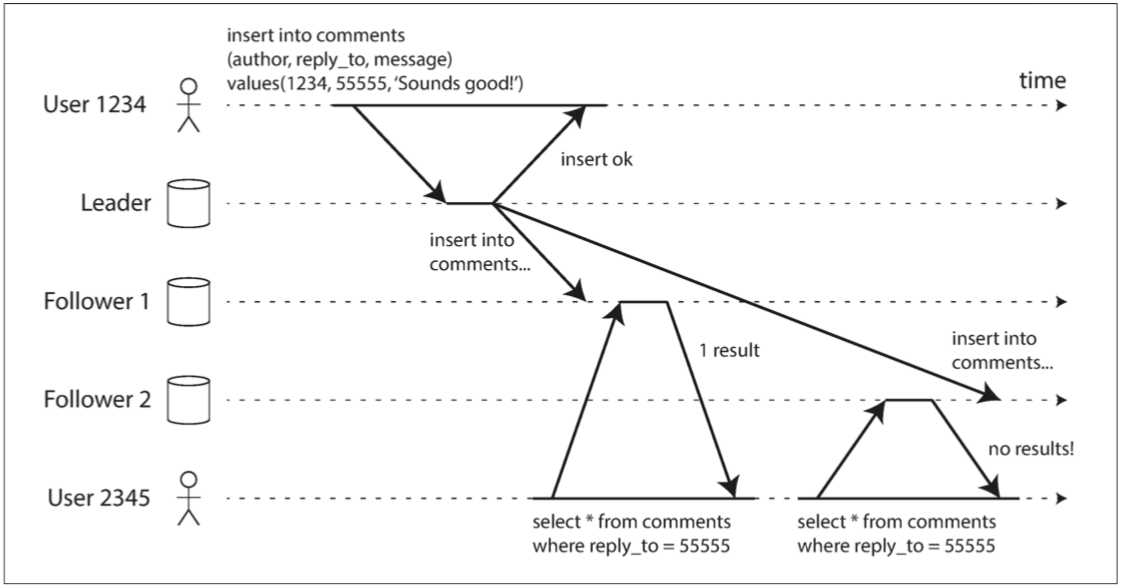 insert into comments
(author, reply_to, message)
values(1234, 55555, ‘Sounds good!’)
time
User 1234
insert ok
Leader
insert into
comments...
Follower 1
1 result
insert into
comments...
Follower 2
no results!
User 2345
select * from comments
where reply_to = 55555
select * from comments
where reply_to = 55555